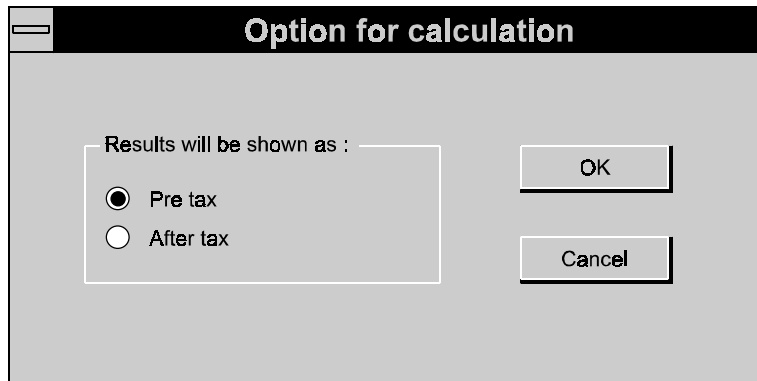 Option for calculation
Results will be shown as :
Pre tax
After tax
OK
Cancel